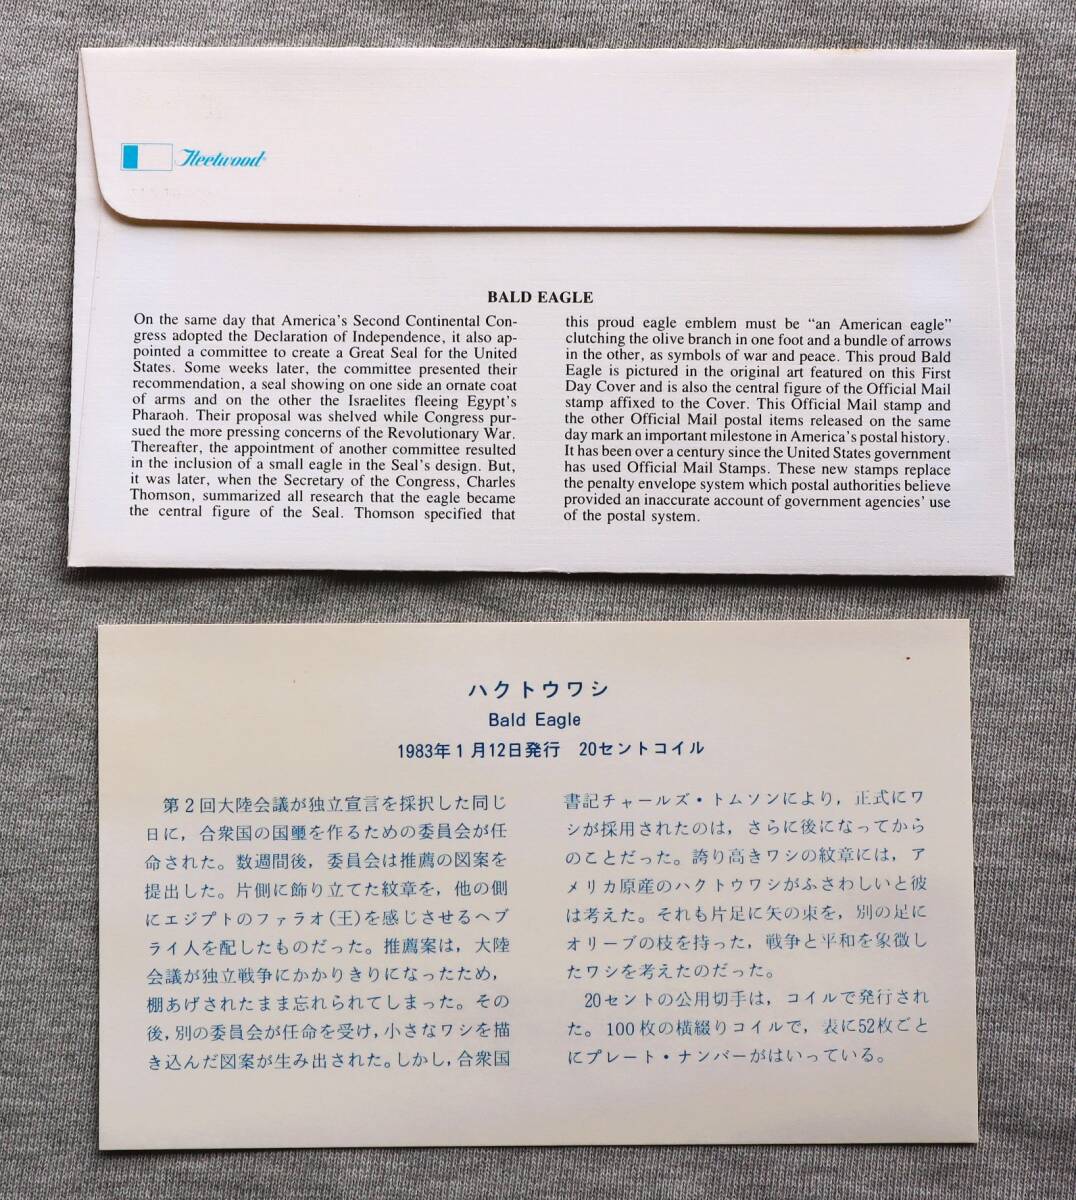 Fleetwood
BALD EAGLE
On the same day that America's Second Continental Con-
gress adopted the Declaration of Independence, it also ap-
pointed a committee to create a Great Seal for the United
States. Some weeks later, the committee presented their
recommendation, a seal showing on one side an ornate coat
of arms and on the other the Israelites fleeing Egypt's
Pharaoh. Their proposal was shelved while Congress pur-
sued the more pressing concerns of the Revolutionary War.
Thereafter, the appointment of another committee resulted
in the inclusion of a small eagle in the Seal's design. But,
it was later, when the Secretary of the Congress, Charles
Thomson, summarized all research that the eagle became
the central figure of the Seal. Thomson specified that
this proud eagle emblem must be “an American eagle”
clutching the olive branch in one foot and a bundle of arrows
in the other, as symbols of war and peace. This proud Bald
Eagle is pictured in the original art featured on this First
Day Cover and is also the central figure of the Official Mail
stamp affixed to the Cover. This Official Mail stamp and
the other Official Mail postal items released on the same
day mark an important milestone in America's postal history.
It has been over a century since the United States government
has used Official Mail Stamps. These new stamps replace
the penalty envelope system which postal authorities believe
provided an inaccurate account of government agencies' use
of the postal system.
ハクトウワシ
Bald Eagle
1983年1月12日発行 20セントコイル
第2回大陸会議が独立宣言を採択した同じ
日に,合衆国の国璽を作るための委員会が任
命された。数週間後,委員会は推薦の図案を
提出した。片側に飾り立てた紋章を,他の側
にエジプトのファラオ(王)を感じさせるヘブ
ライ人を配したものだった。推薦案は,大陸
会議が独立戦争にかかりきりになったため,
棚あげされたまま忘れられてしまった。その
後,別の委員会が任命を受け,小さなワシを描
き込んだ図案が生み出された。しかし,合衆国
書記チャールズ・トムソンにより,正式にワ
シが採用されたのは,さらに後になってから
のことだった。誇り高きワシの紋章には,ア
メリカ原産のハクトウワシがふさわしいと彼
は考えた。それも片足に矢の束を,別の足に
オリーブの枝を持った,戦争と平和を象徴し
たワシを考えたのだった。
20セントの公用切手は,コイルで発行され
た。100枚の横綴りコイルで,表に52枚ごと
にプレート・ナンバーがはいっている。